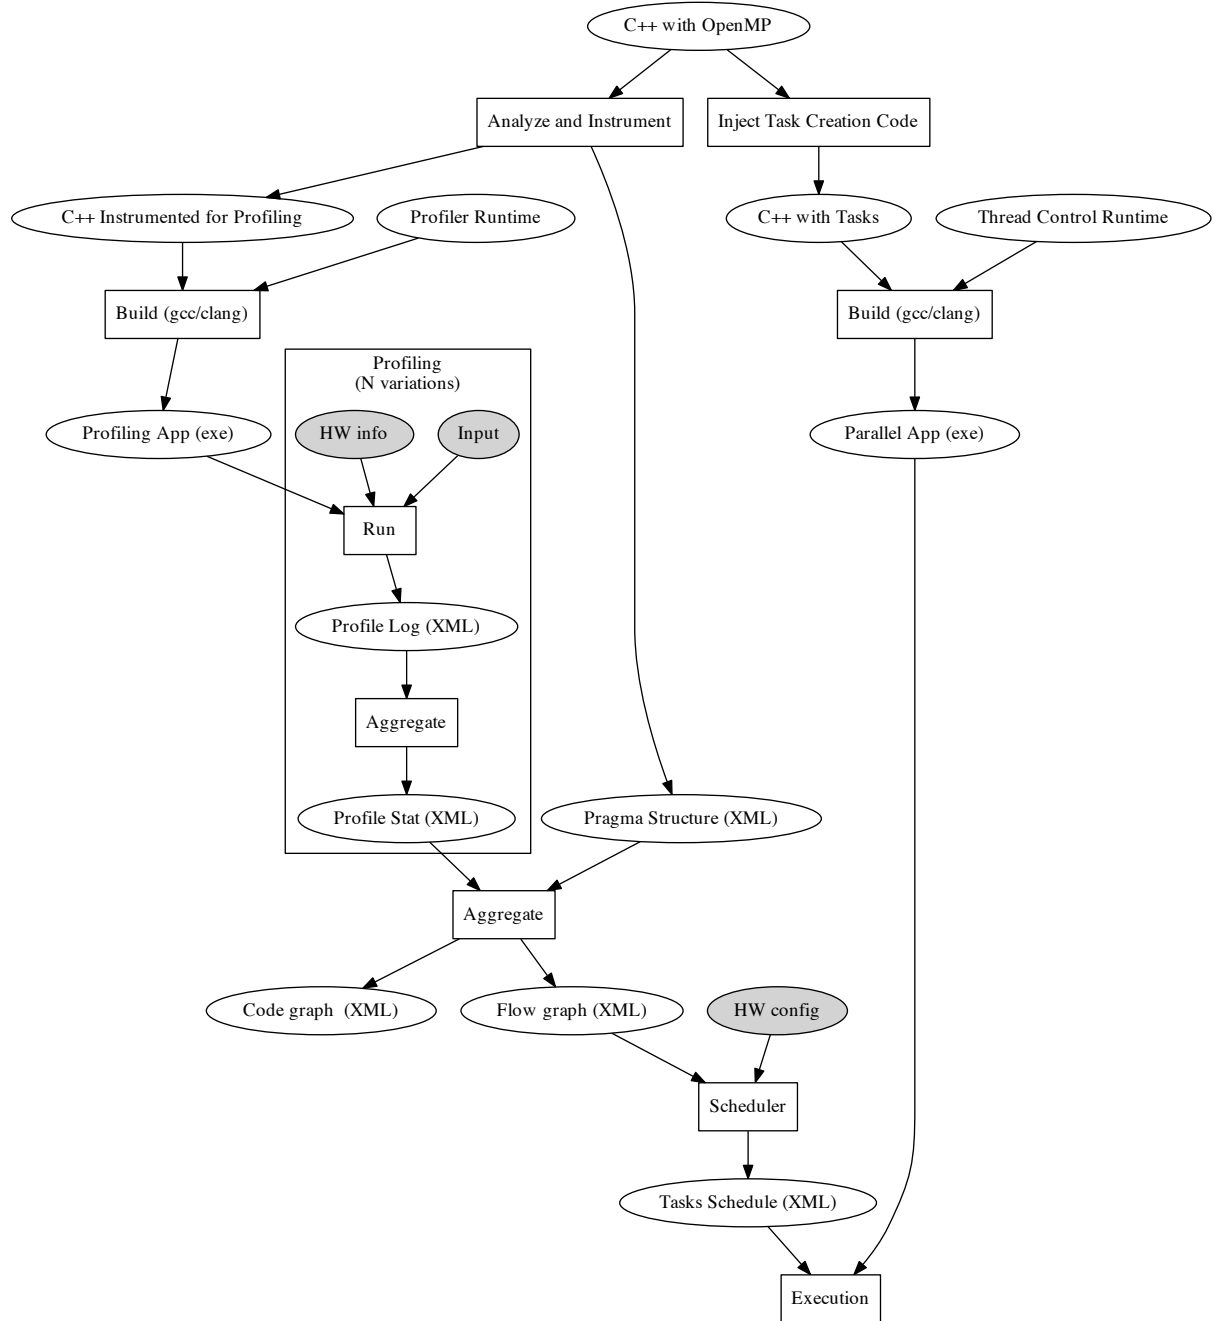 C++ with OpenMP
Analyze and Instrument
Inject Task Creation Code
C++ Instrumented for Profiling
Profiler Runtime
C++ with Tasks
Thread Control Runtime
Build (gcc/clang)
Build (gcc/clang)
Profiling
(N variations)
Profiling App (exe)
HW info
Input
Parallel App (exe)
Run
Profile Log (XML)
Aggregate
Profile Stat (XML)
Pragma Structure (XML)
Aggregate
Code graph  (XML)
Flow graph (XML)
HW config
Scheduler
Tasks Schedule (XML)
Execution